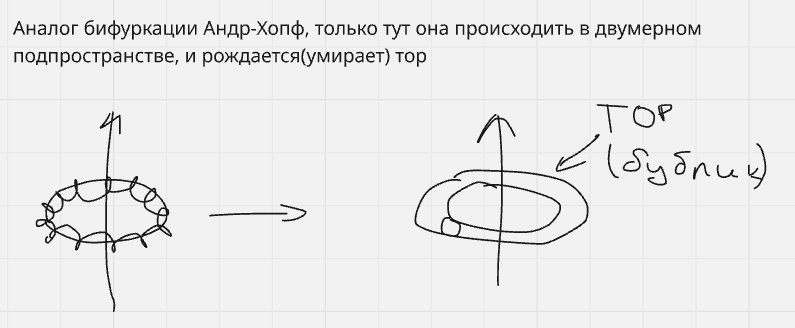 Аналог бифуркации Андр-Хопф, только тут она происходить в двумерном
подпространстве, и рождается(умирает) тор
ТОР
(бублик)